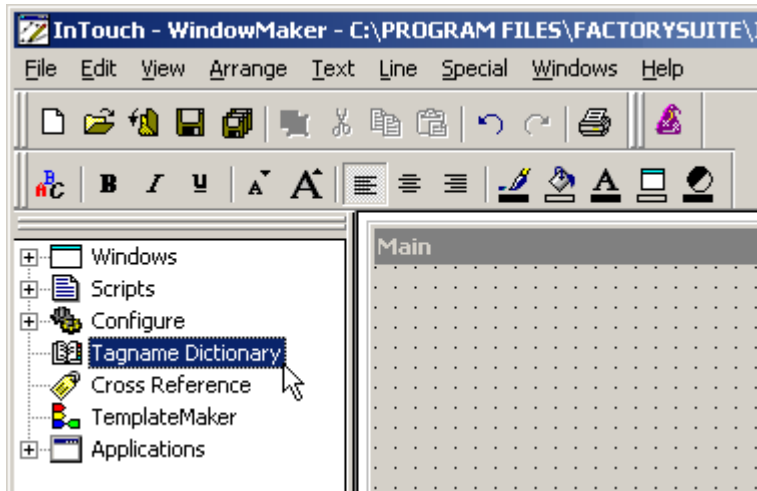 InTouch - WindowMaker - C:\PROGRAM FILES\FACTORYSUITE\
File Edit View Arrange Text Line Special Windows Help
ABC B I U A A A
Main
Windows
Scripts
Configure
Tagname Dictionary
Cross Reference
TemplateMaker
Applications